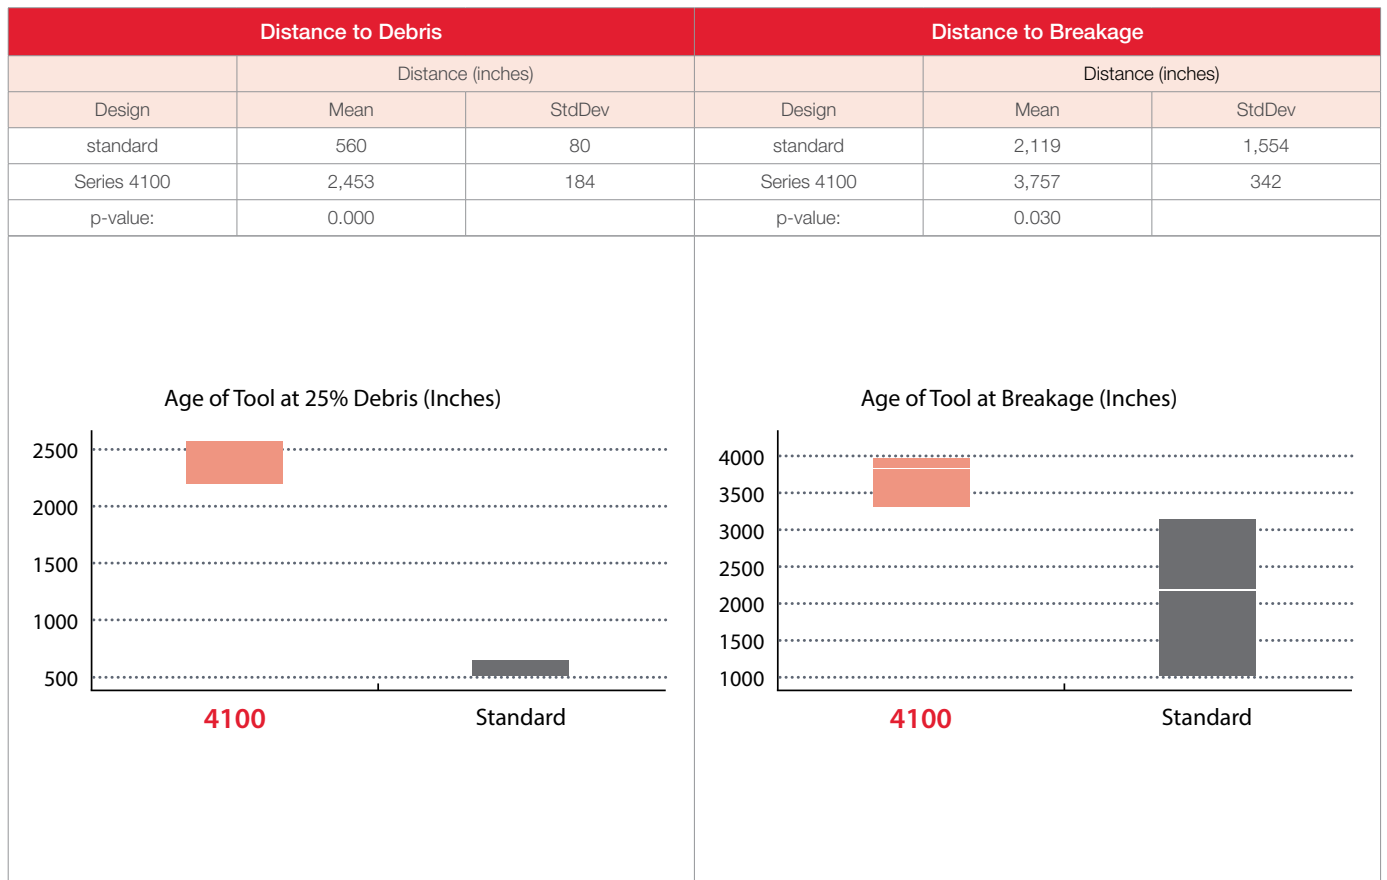 Distance to Debris
Distance (inches)
Design Mean StdDev
standard 560 80
Series 4100 2,453 184
p-value: 0.000
Age of Tool at 25% Debris (Inches)
2500
2000
1500
1000
500
4100 Standard
Distance to Breakage
Distance (inches)
Design Mean StdDev
standard 2,119 1,554
Series 4100 3,757 342
p-value: 0.030
Age of Tool at Breakage (Inches)
4000
3500
3000
2500
2000
1500
1000
4100 Standard